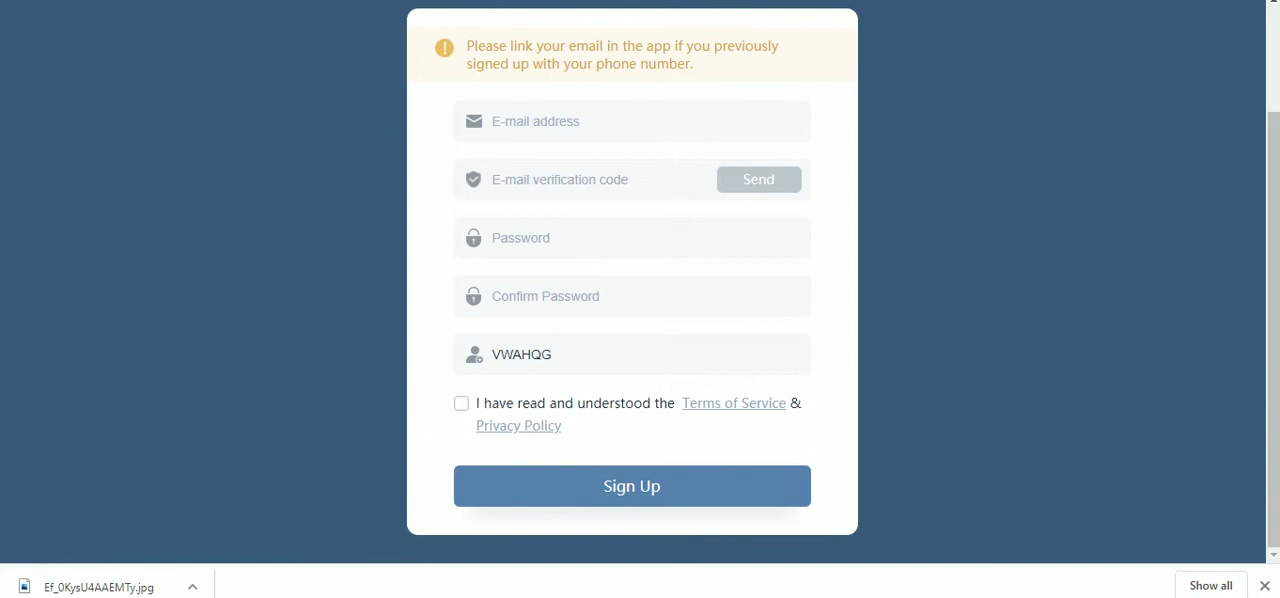 Please link your email in the app if you previously
signed up with your phone number.
E-mail address
E-mail verification code
Send
Password
Confirm Password
VWAHQG
I have read and understood the Terms of Service &
Privacy Policy
Sign Up
Ef_0KysU4AAEMTy.jpg
Show all